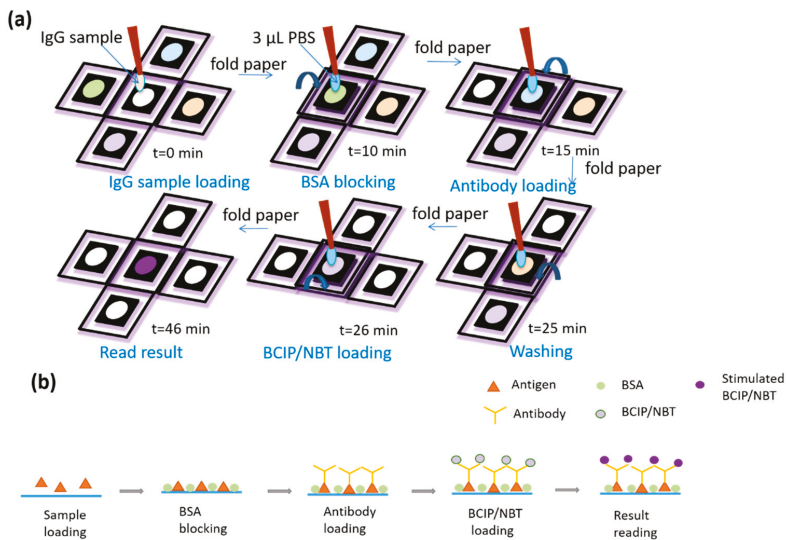 (a)
IgG sample
3 µL PBS
fold paper
fold paper
t=0 min
t=10 min
t=15 min
IgG sample loading
BSA blocking
Antibody loading
fold paper
fold paper
fold paper
t=46 min
t=26 min
t=25 min
Read result
BCIP/NBT loading
Washing
(b)
Antigen
BSA
Stimulated
BCIP/NBT
Antibody
BCIP/NBT
Sample
loading
BSA
blocking
Antibody
loading
BCIP/NBT
loading
Result
reading